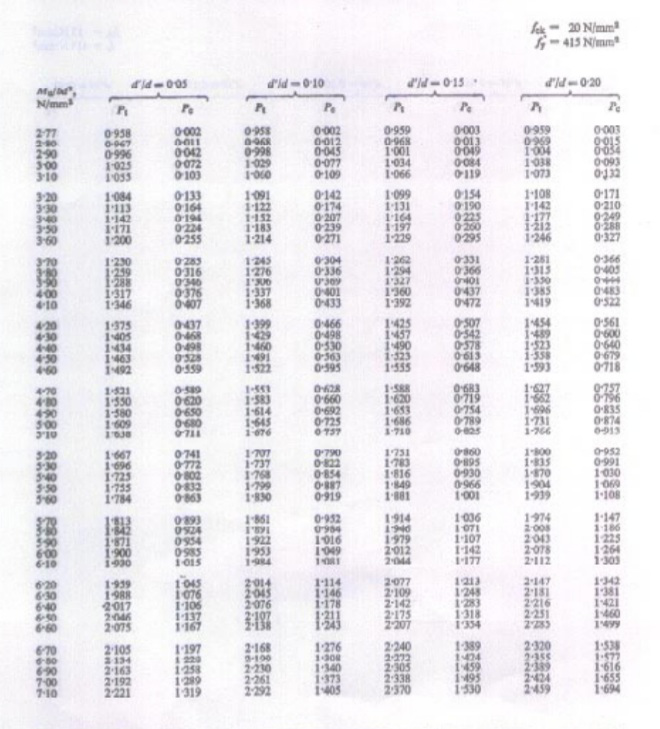 fck = 20 N/mm²
fy = 415 N/mm²
Mu/bd², N/mm² d'/d = 0·05 d'/d = 0·10 d'/d = 0·15 d'/d = 0·20
Pt Pc Pt Pc Pt Pc Pt Pc
2·77 0·958 0·002 0·958 0·002 0·959 0·003 0·959 0·003
2·80 0·967 0·011 0·968 0·012 0·968 0·013 0·969 0·015
2·90 0·996 0·042 0·998 0·045 1·001 0·049 1·004 0·054
3·00 1·025 0·072 1·029 0·077 1·034 0·084 1·038 0·093
3·10 1·055 0·103 1·060 0·109 1·066 0·119 1·073 0·132
3·20 1·084 0·133 1·091 0·142 1·099 0·154 1·108 0·171
3·30 1·113 0·164 1·122 0·174 1·131 0·190 1·142 0·210
3·40 1·142 0·194 1·152 0·207 1·164 0·225 1·177 0·249
3·50 1·171 0·224 1·183 0·239 1·197 0·260 1·212 0·288
3·60 1·200 0·255 1·214 0·271 1·229 0·295 1·246 0·327
3·70 1·230 0·285 1·245 0·304 1·262 0·331 1·281 0·366
3·80 1·259 0·316 1·276 0·336 1·294 0·366 1·315 0·405
3·90 1·288 0·346 1·306 0·369 1·327 0·401 1·350 0·444
4·00 1·317 0·376 1·337 0·401 1·360 0·437 1·385 0·483
4·10 1·346 0·407 1·368 0·433 1·392 0·472 1·419 0·522
4·20 1·375 0·437 1·399 0·466 1·425 0·507 1·454 0·561
4·30 1·405 0·468 1·429 0·498 1·457 0·542 1·489 0·600
4·40 1·434 0·498 1·460 0·530 1·490 0·578 1·523 0·640
4·50 1·463 0·528 1·491 0·563 1·523 0·613 1·558 0·679
4·60 1·492 0·559 1·522 0·595 1·555 0·648 1·593 0·718
4·70 1·521 0·589 1·553 0·628 1·588 0·683 1·627 0·757
4·80 1·550 0·620 1·583 0·660 1·620 0·719 1·662 0·796
4·90 1·580 0·650 1·614 0·692 1·653 0·754 1·696 0·835
5·00 1·609 0·680 1·645 0·725 1·686 0·789 1·731 0·874
5·10 1·638 0·711 1·676 0·757 1·718 0·825 1·766 0·913
5·20 1·667 0·741 1·707 0·790 1·751 0·860 1·800 0·952
5·30 1·696 0·772 1·737 0·822 1·783 0·895 1·835 0·991
5·40 1·725 0·802 1·768 0·854 1·816 0·930 1·870 1·030
5·50 1·755 0·832 1·799 0·887 1·849 0·966 1·904 1·069
5·60 1·784 0·863 1·830 0·919 1·881 1·001 1·939 1·108
5·70 1·813 0·893 1·861 0·952 1·914 1·036 1·974 1·147
5·80 1·842 0·924 1·891 0·984 1·946 1·071 2·008 1·186
5·90 1·871 0·954 1·922 1·016 1·979 1·107 2·043 1·225
6·00 1·900 0·985 1·953 1·049 2·012 1·142 2·078 1·264
6·10 1·930 1·015 1·984 1·081 2·044 1·177 2·112 1·303
6·20 1·959 1·045 2·014 1·114 2·077 1·213 2·147 1·342
6·30 1·988 1·076 2·045 1·146 2·109 1·248 2·181 1·381
6·40 2·017 1·106 2·076 1·178 2·142 1·283 2·216 1·421
6·50 2·046 1·137 2·107 1·211 2·175 1·318 2·251 1·460
6·60 2·075 1·167 2·138 1·243 2·207 1·354 2·285 1·499
6·70 2·105 1·197 2·168 1·276 2·240 1·389 2·320 1·538
6·80 2·134 1·228 2·199 1·308 2·272 1·424 2·355 1·577
6·90 2·163 1·258 2·230 1·340 2·305 1·459 2·389 1·616
7·00 2·192 1·289 2·261 1·373 2·338 1·495 2·424 1·655
7·10 2·221 1·319 2·292 1·405 2·370 1·530 2·459 1·694